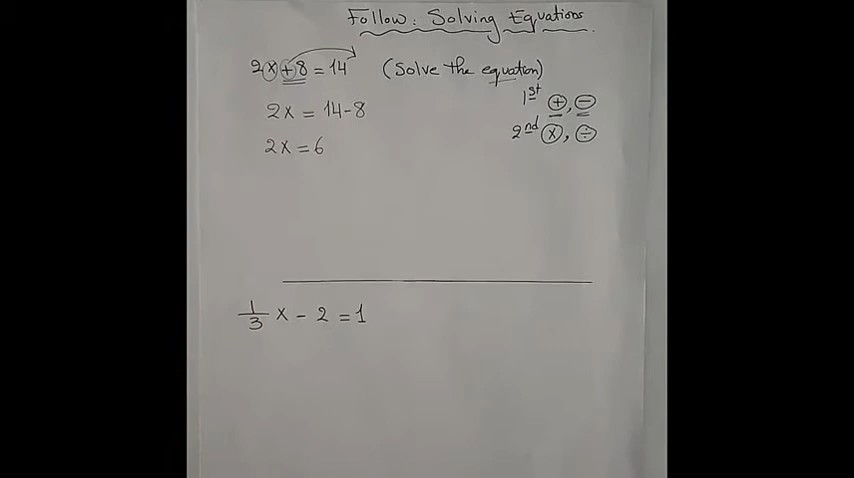 Follow: Solving Equations.
2x+8=14 (Solve the equation)
1st +, -
2x = 14-8
2nd ×, ÷
2x = 6
1/3 x - 2 = 1